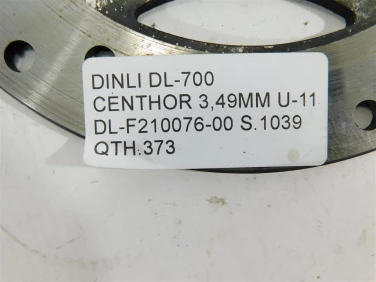 DINLI DL-700
CENTHOR 3,49MM U-11
DL-F210076-00 S.1039
QTH.373